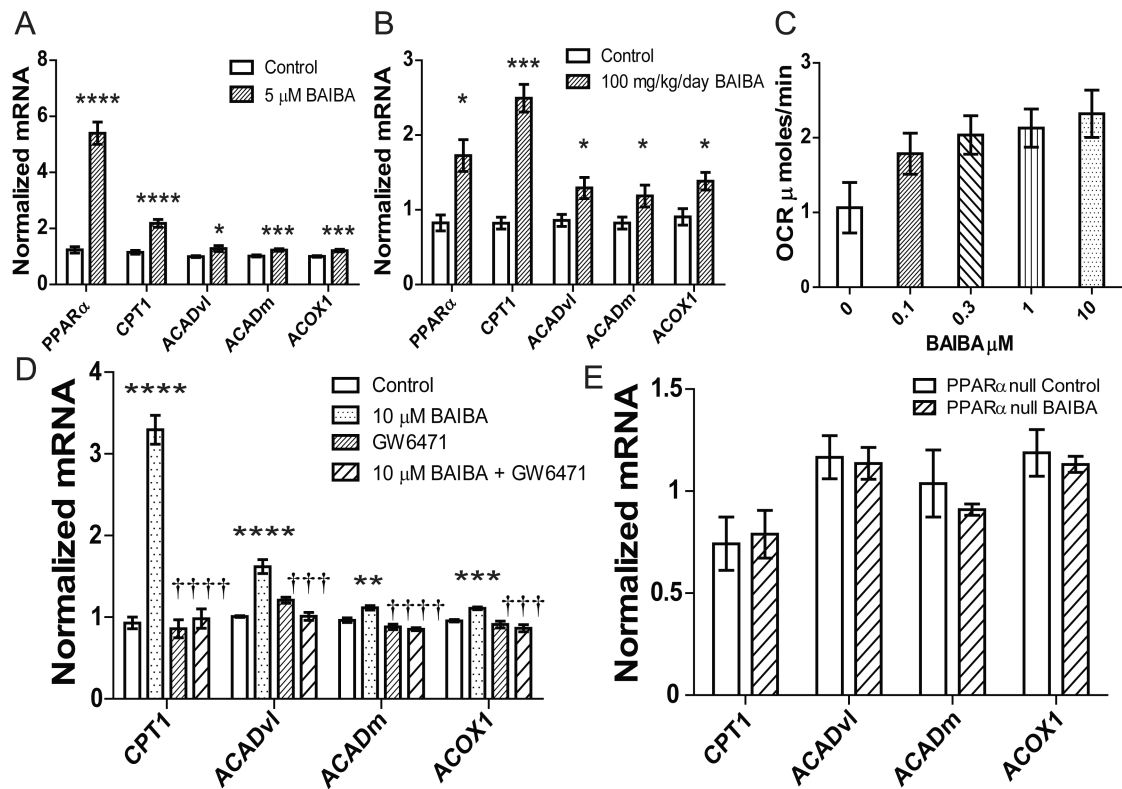 A
Normalized mRNA
8
6
4
2
0
Control
5 μM BAIBA
****
****
*
***
***
PPARα
CPT1
ACADvl
ACADm
ACOX1
B
Normalized mRNA
3
2
1
0
Control
100 mg/kg/day BAIBA
*
***
*
*
*
PPARα
CPT1
ACADvl
ACADm
ACOX1
C
OCR μ moles/min
3
2
1
0
0
0.1
0.3
1
10
BAIBA μM
D
Normalized mRNA
4
3
2
1
0
Control
10 μM BAIBA
GW6471
10 μM BAIBA + GW6471
****
††††
****
†††
**
††††
***
†††
CPT1
ACADvl
ACADm
ACOX1
E
Normalized mRNA
1.5
1
0.5
0
PPARα null Control
PPARα null BAIBA
CPT1
ACADvl
ACADm
ACOX1